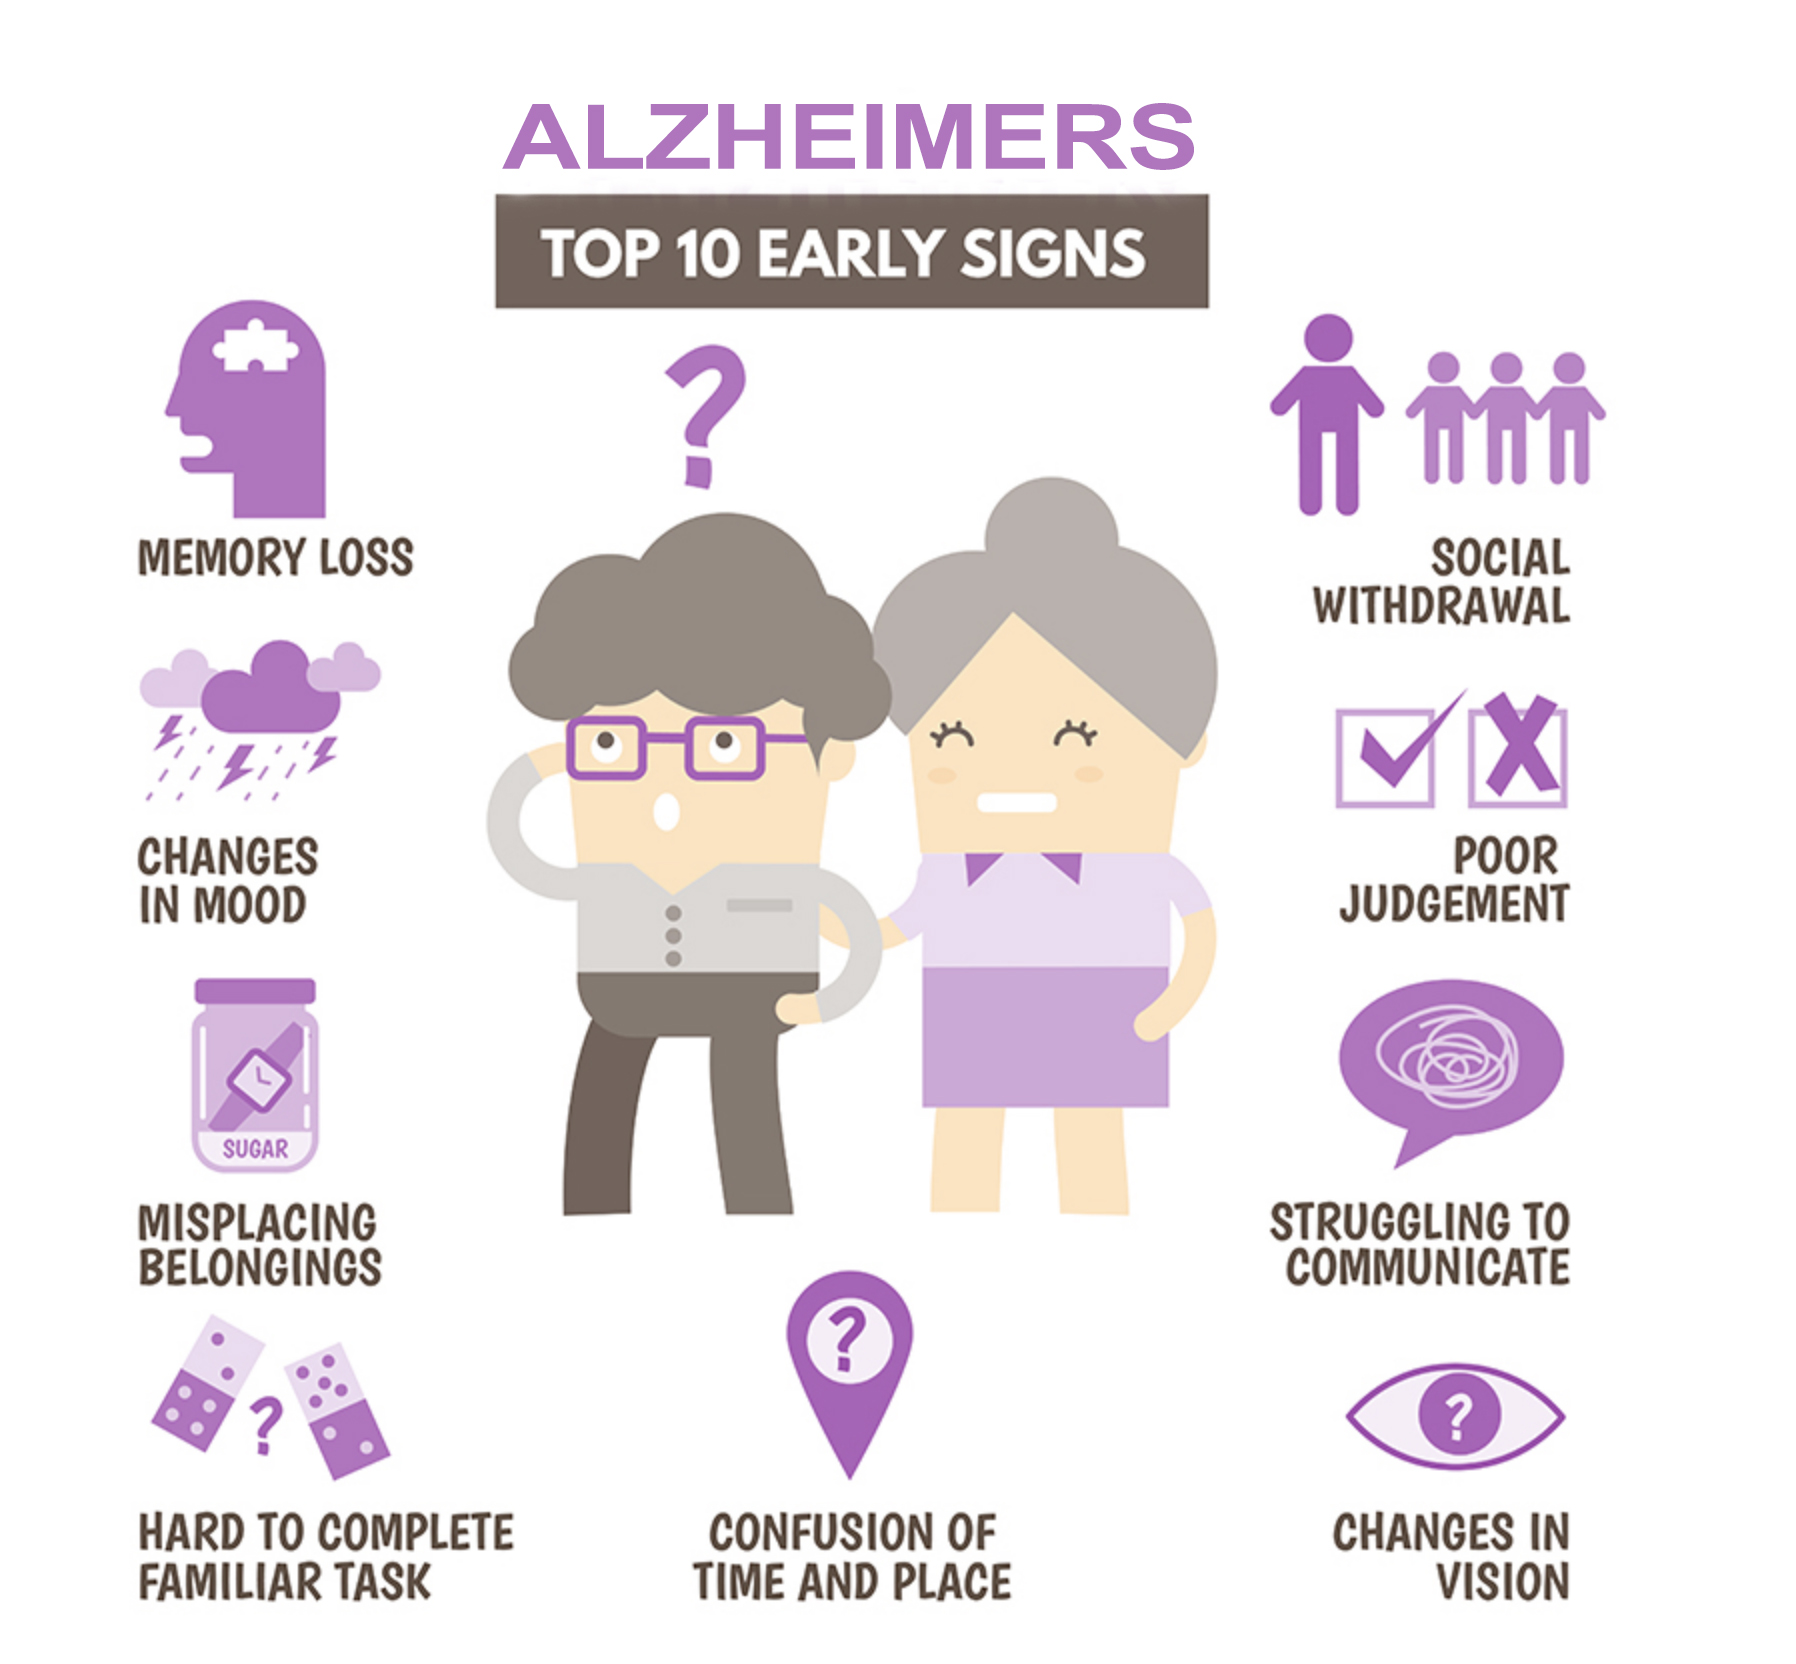 ALZHEIMERS
TOP 10 EARLY SIGNS
?
MEMORY LOSS
CHANGES
IN MOOD
SUGAR
MISPLACING
BELONGINGS
?
HARD TO COMPLETE
FAMILIAR TASK
?
CONFUSION OF
TIME AND PLACE
SOCIAL
WITHDRAWAL
POOR
JUDGEMENT
STRUGGLING TO
COMMUNICATE
?
CHANGES IN
VISION